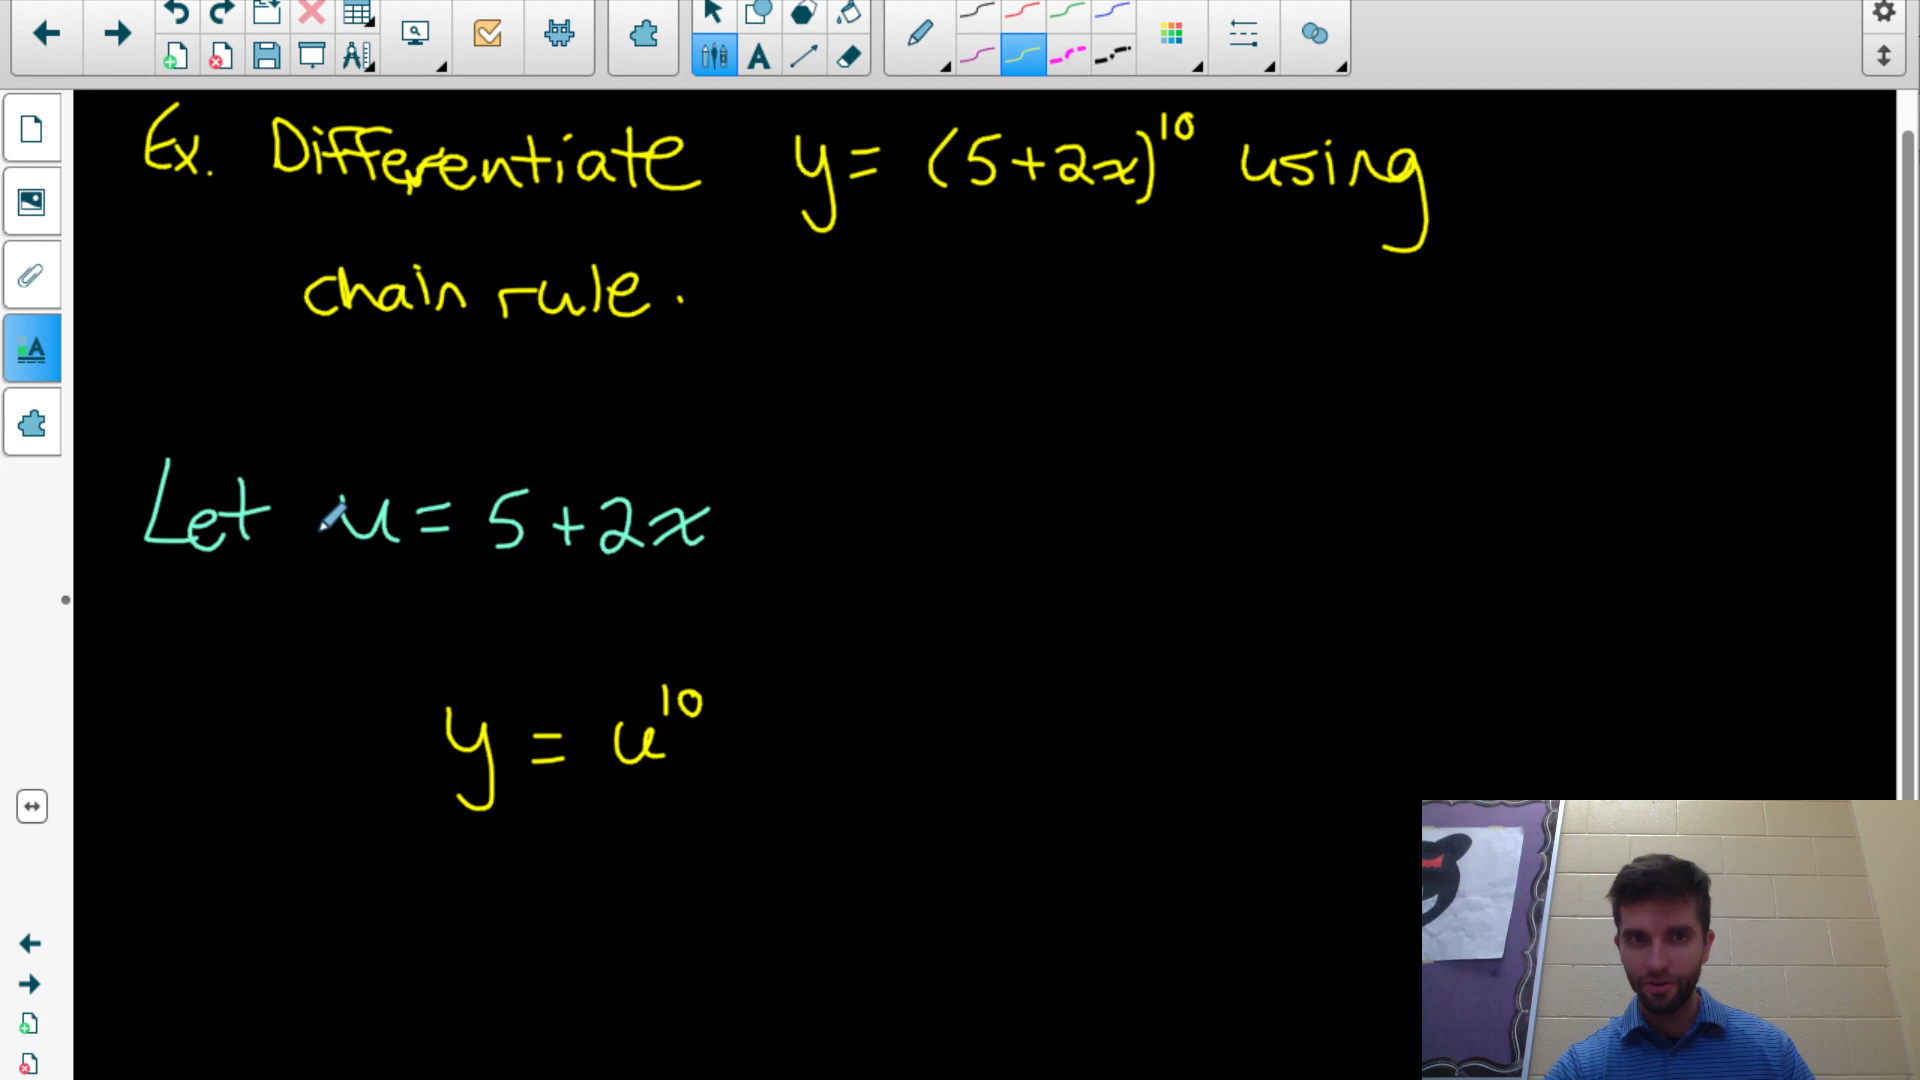 Ex. Differentiate y = (5+2x)^10 using
chain rule.
Let u = 5+2x
y = u^10